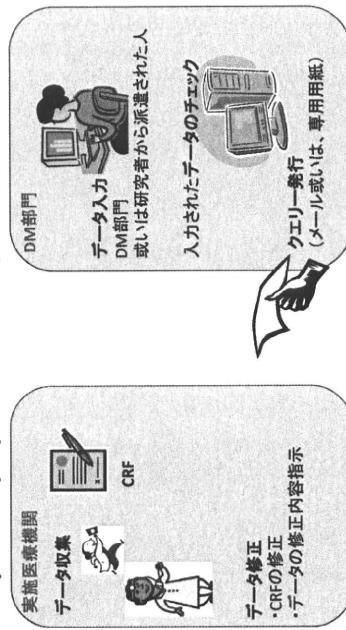 実施医療機関
データ収集
CRF
データ修正
・CRFの修正
・データの修正内容指示
DM部門
データ入力
DM部門
或いは研究者から派遣された人
入力されたデータのチェック
クエリー発行
(メール或いは、専用用紙)